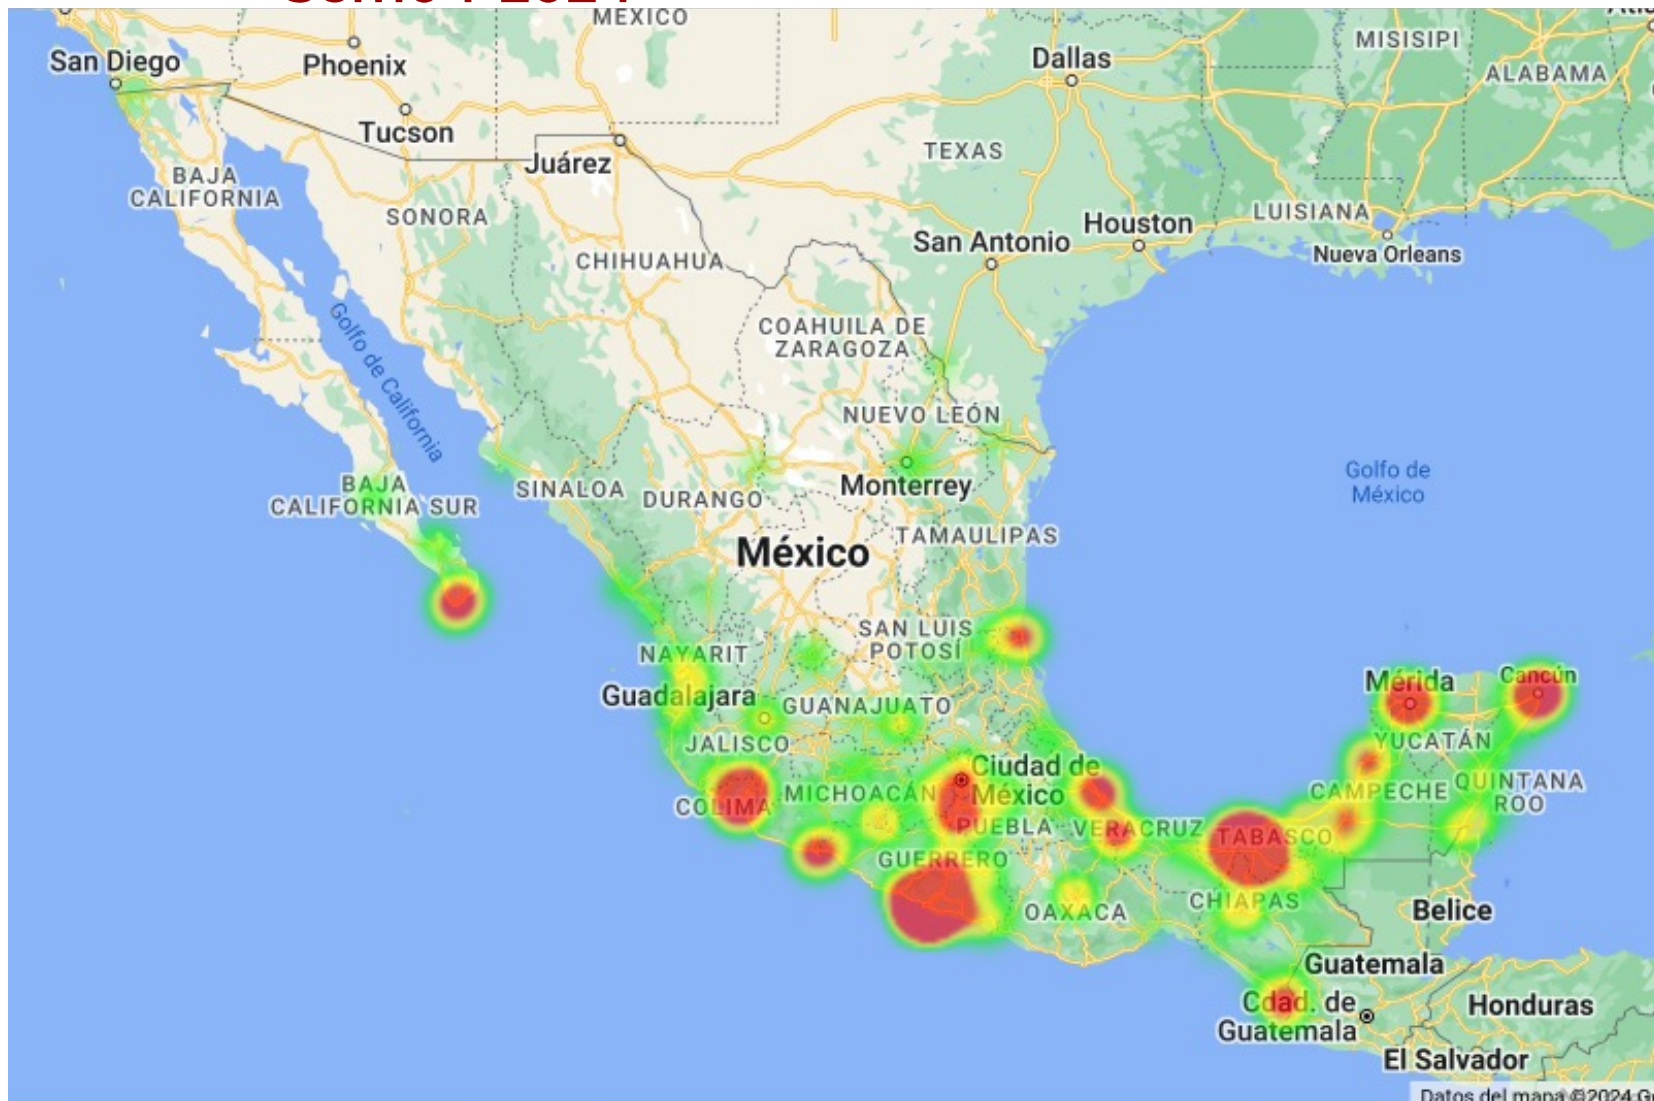 2024
MÉXICO
San Diego
Phoenix
Dallas
MISISIPI
ALABAMA
Tucson
Juárez
TEXAS
BAJA
CALIFORNIA
SONORA
LUISIANA
Houston
San Antonio
Nueva Orleans
CHIHUAHUA
Golfo de California
COAHUILA DE
ZARAGOZA
NUEVO LEÓN
Monterrey
Golfo de
México
BAJA
CALIFORNIA SUR
SINALOA
DURANGO
TAMAULIPAS
México
SAN LUIS
POTOSÍ
NAYARIT
Guadalajara
GUANAJUATO
Mérida
Cancún
JALISCO
YUCATÁN
Ciudad de
México
COLIMA
MICHOACÁN
CAMPECHE
QUINTANA
ROO
PUEBLA
VERACRUZ
TABASCO
GUERRERO
OAXACA
CHIAPAS
Belice
Guatemala
Cdad. de
Guatemala
Honduras
El Salvador
Datos del mapa ©2024